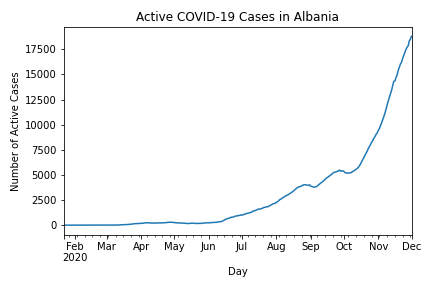 Active COVID-19 Cases in Albania
Number of Active Cases
17500
15000
12500
10000
7500
5000
2500
0
Feb Mar Apr May Jun Jul Aug Sep Oct Nov Dec
2020
Day